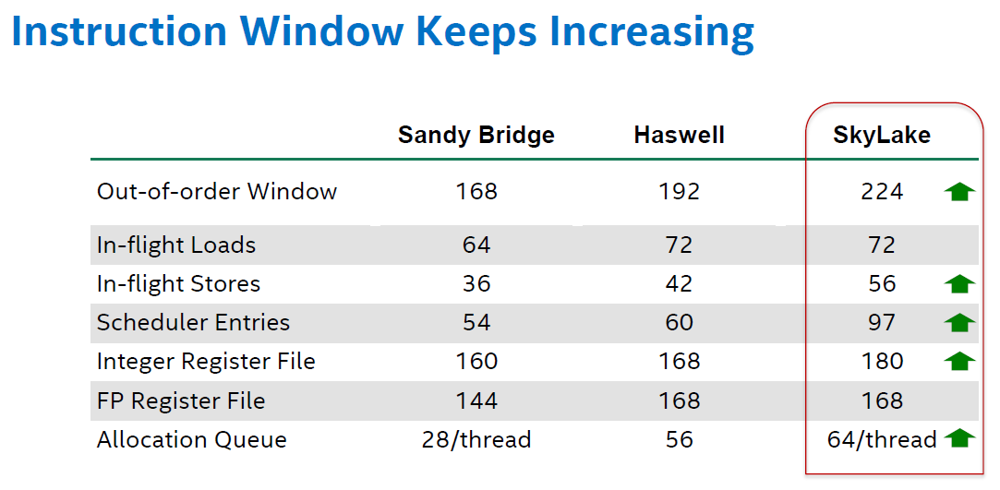 Instruction Window Keeps Increasing
Sandy Bridge Haswell SkyLake
Out-of-order Window 168 192 224
In-flight Loads 64 72 72
In-flight Stores 36 42 56
Scheduler Entries 54 60 97
Integer Register File 160 168 180
FP Register File 144 168 168
Allocation Queue 28/thread 56 64/thread